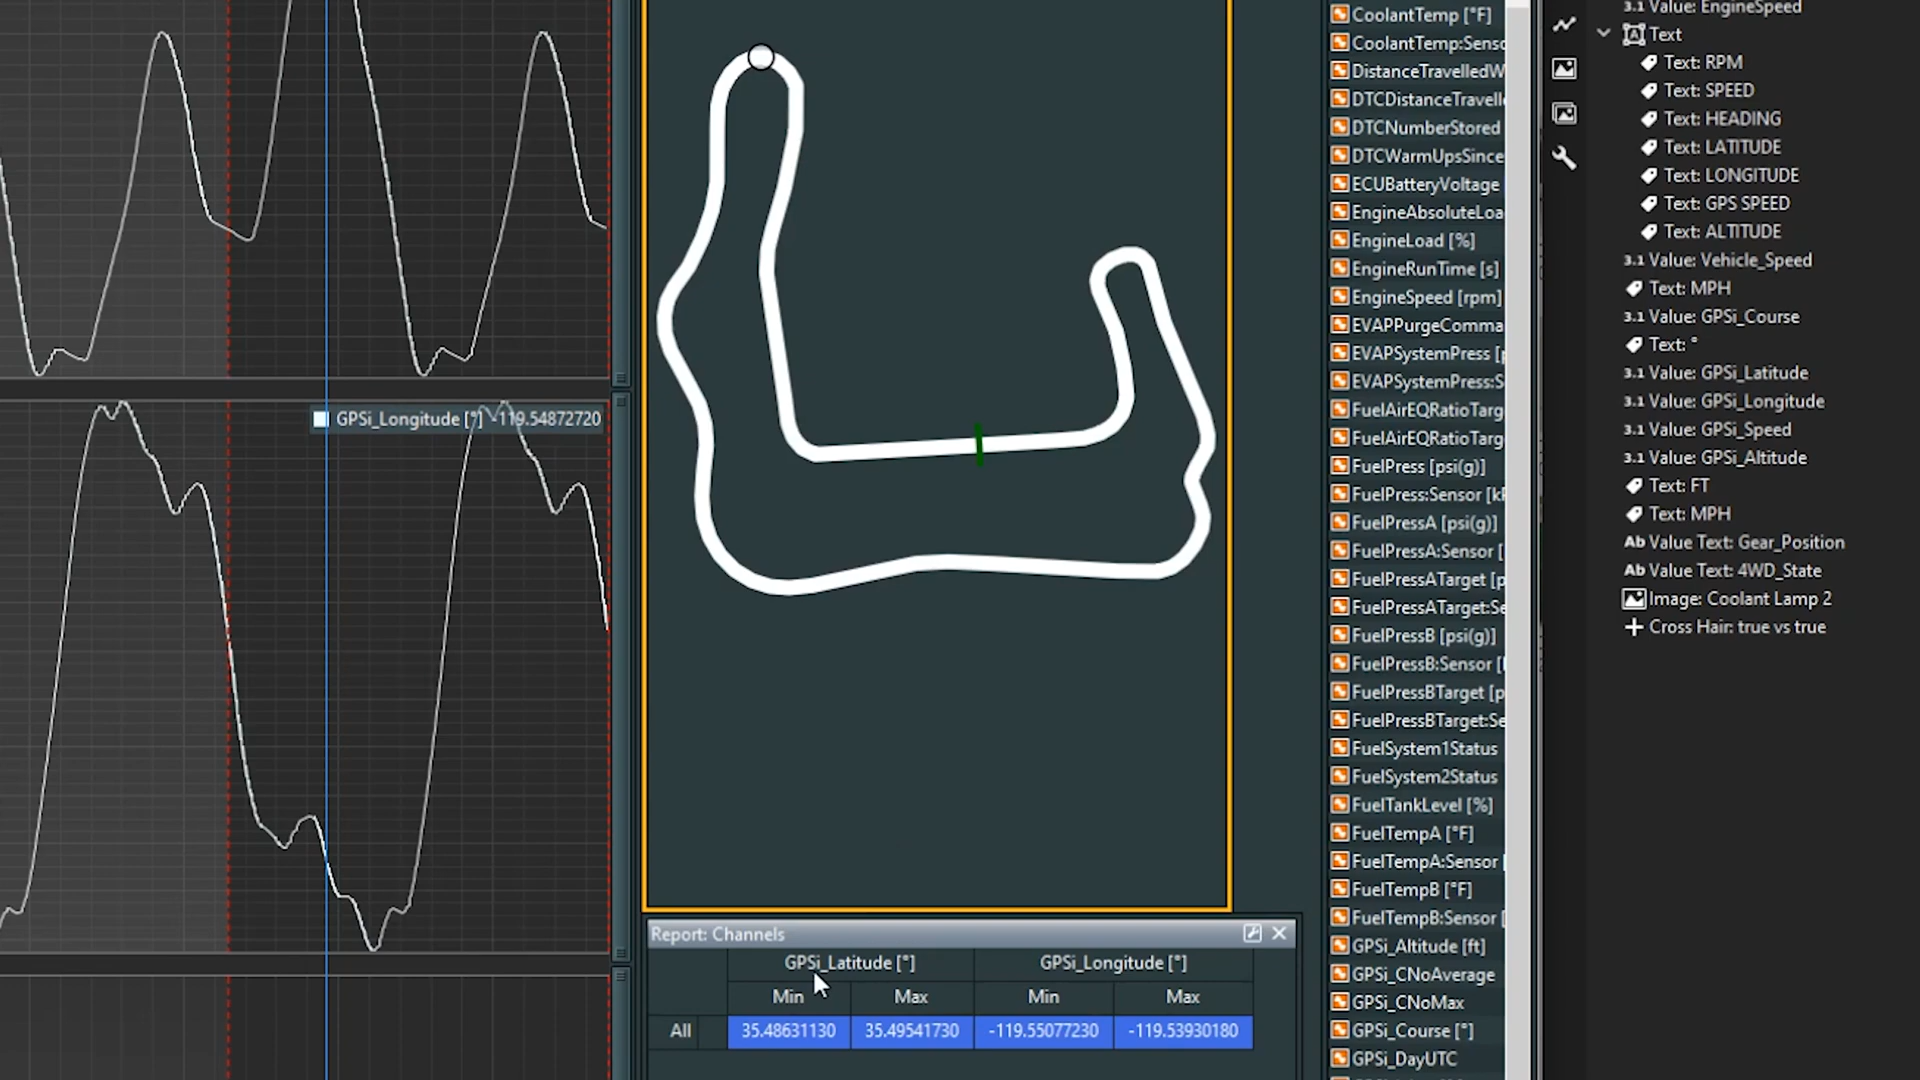 GPSi_Longitude [°] -119.54872720
Report: Channels
GPSi_Latitude [°] GPSi_Longitude [°]
Min Max Min Max
All 35.48631130 35.49541730 -119.55077230 -119.53930180
CoolantTemp [°F]
CoolantTemp:Senso
DistanceTravelledW
DTCDistanceTravelle
DTCNumberStored
DTCWarmUpsSince
ECUBatteryVoltage
EngineAbsoluteLoa
EngineLoad [%]
EngineRunTime [s]
EngineSpeed [rpm]
EVAPPurgeComma
EVAPSystemPress [p
EVAPSystemPress:S
FuelAirEQRatioTarg
FuelAirEQRatioTarg
FuelPress [psi(g)]
FuelPress:Sensor [kP
FuelPressA [psi(g)]
FuelPressA:Sensor [
FuelPressATarget [p
FuelPressATarget:Se
FuelPressB [psi(g)]
FuelPressB:Sensor [
FuelPressBTarget [p
FuelPressBTarget:Se
FuelSystem1Status
FuelSystem2Status
FuelTankLevel [%]
FuelTempA [°F]
FuelTempA:Sensor [
FuelTempB [°F]
FuelTempB:Sensor [
GPSi_Altitude [ft]
GPSi_CNoAverage
GPSi_CNoMax
GPSi_Course [°]
GPSi_DayUTC
3.1 Value: EngineSpeed
Text
Text: RPM
Text: SPEED
Text: HEADING
Text: LATITUDE
Text: LONGITUDE
Text: GPS SPEED
Text: ALTITUDE
3.1 Value: Vehicle_Speed
Text: MPH
3.1 Value: GPSi_Course
Text: °
3.1 Value: GPSi_Latitude
3.1 Value: GPSi_Longitude
3.1 Value: GPSi_Speed
3.1 Value: GPSi_Altitude
Text: FT
Text: MPH
Ab Value Text: Gear_Position
Ab Value Text: 4WD_State
Image: Coolant Lamp 2
Cross Hair: true vs true